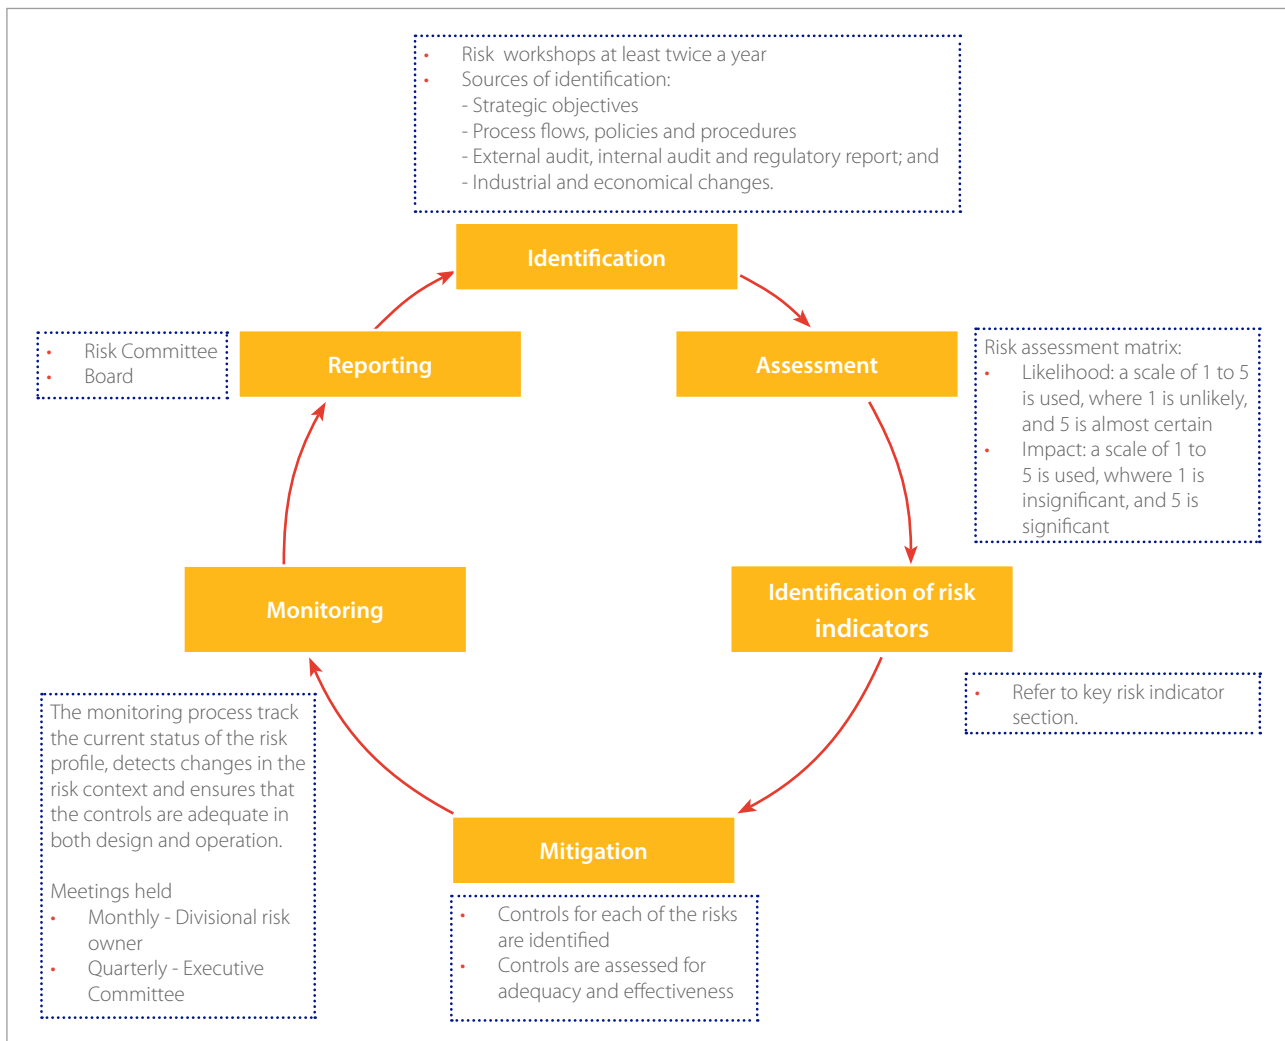 • Risk workshops at least twice a year
• Sources of identification:
- Strategic objectives
- Process flows, policies and procedures
- External audit, internal audit and regulatory report; and
- Industrial and economical changes.
Identification
Assessment
Risk assessment matrix:
• Likelihood: a scale of 1 to 5
is used, where 1 is unlikely,
and 5 is almost certain
• Impact: a scale of 1 to
5 is used, whwere 1 is
insignificant, and 5 is
significant
Identification of risk
indicators
• Refer to key risk indicator
section.
Mitigation
• Controls for each of the risks
are identified
• Controls are assessed for
adequacy and effectiveness
Monitoring
The monitoring process track
the current status of the risk
profile, detects changes in the
risk context and ensures that
the controls are adequate in
both design and operation.
Meetings held
• Monthly - Divisional risk
owner
• Quarterly - Executive
Committee
Reporting
• Risk Committee
• Board